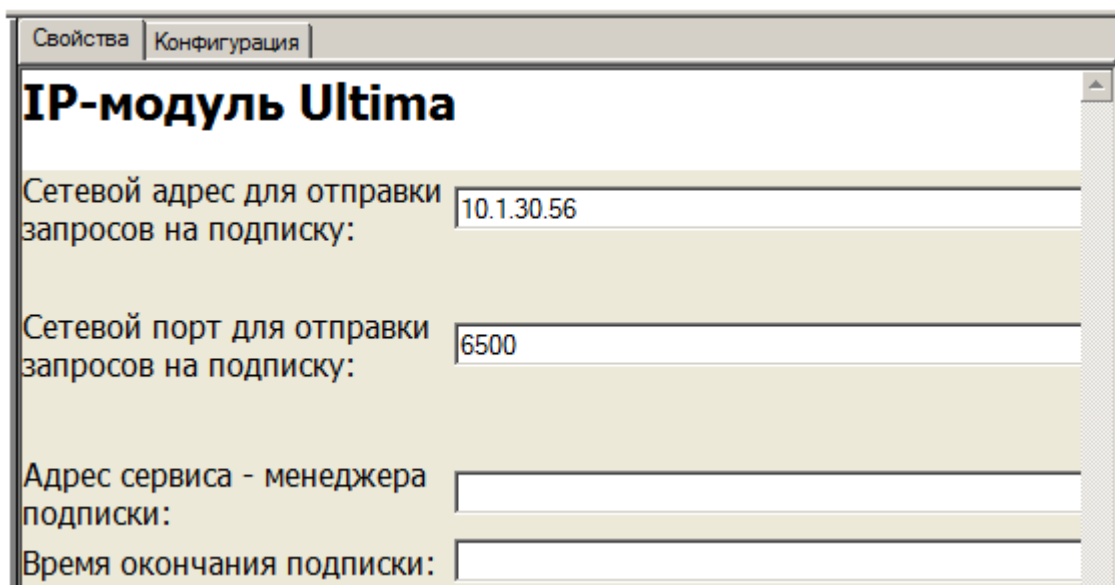 Свойства Конфигурация
IP-модуль Ultima
Сетевой адрес для отправки
запросов на подписку:
10.1.30.56
Сетевой порт для отправки
запросов на подписку:
6500
Адрес сервиса - менеджера
подписки:
Время окончания подписки: